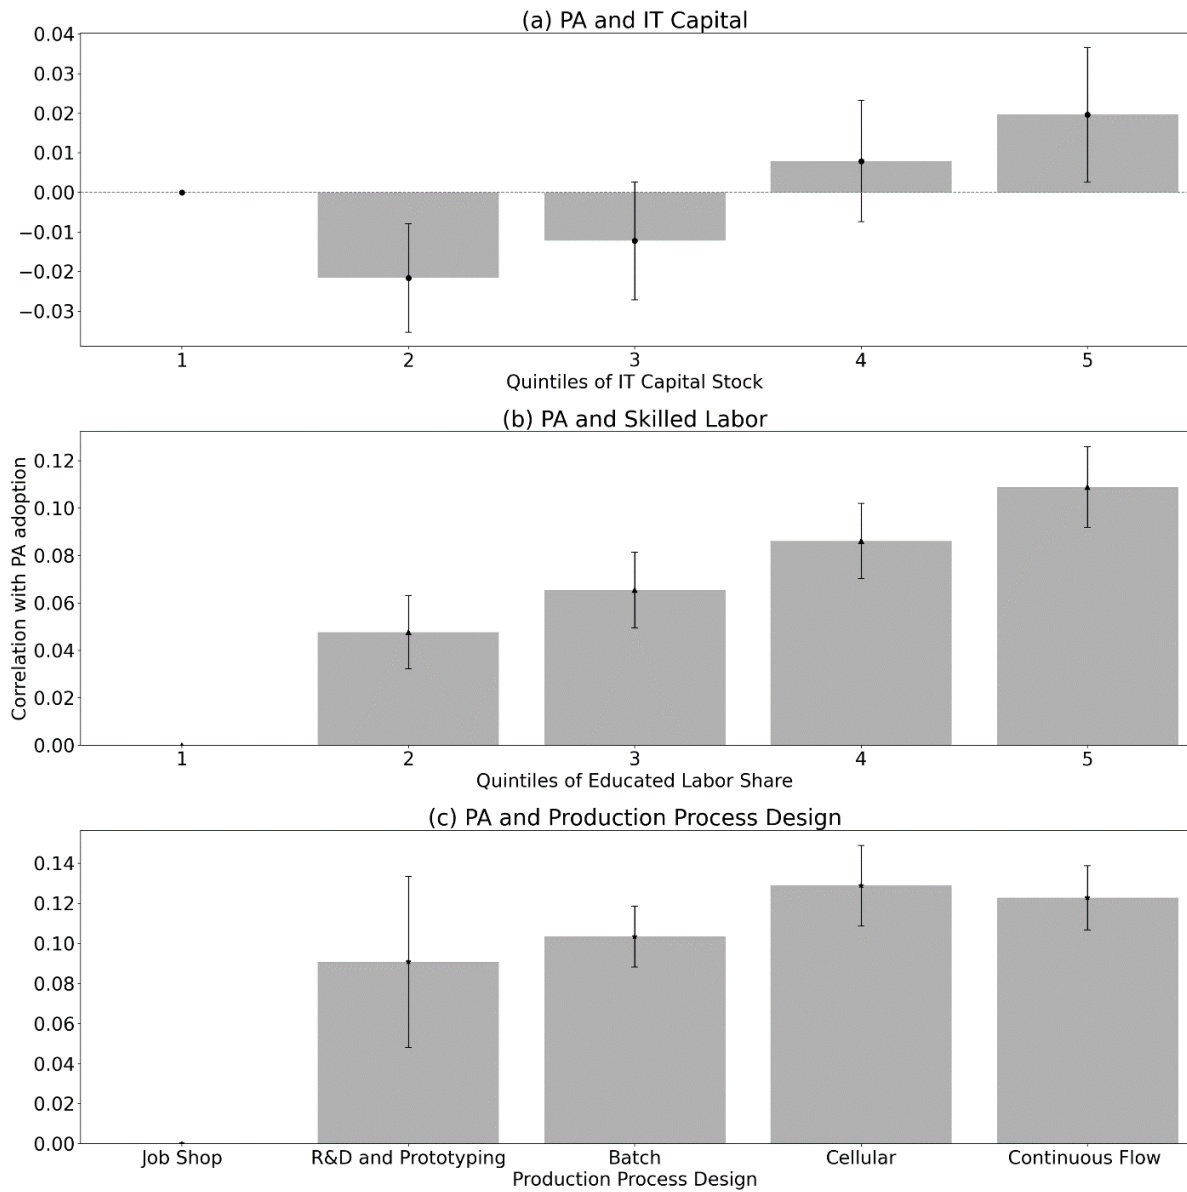 (a) PA and IT Capital
0.04
0.03
0.02
0.01
0.00
−0.01
−0.02
−0.03
1 2 3 4 5
Quintiles of IT Capital Stock
(b) PA and Skilled Labor
Correlation with PA adoption
0.12
0.10
0.08
0.06
0.04
0.02
0.00
1 2 3 4 5
Quintiles of Educated Labor Share
(c) PA and Production Process Design
0.14
0.12
0.10
0.08
0.06
0.04
0.02
0.00
Job Shop R&D and Prototyping Batch Cellular Continuous Flow
Production Process Design